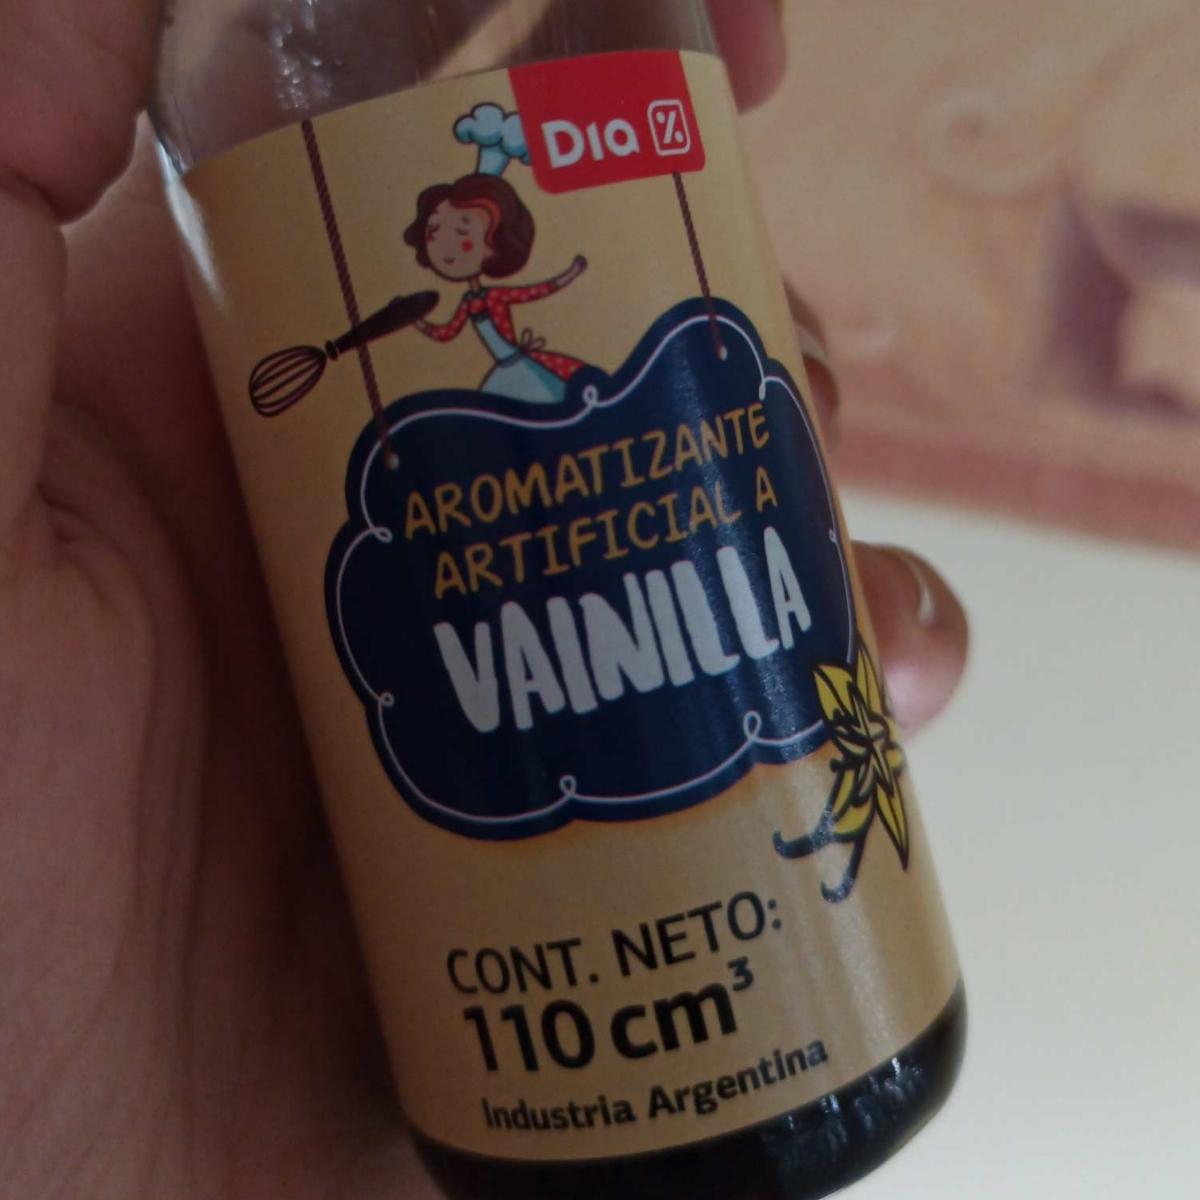 Dia %
AROMATIZANTE
ARTIFICIAL A
VAINILLA
CONT. NETO:
110 cm³
Industria Argentina